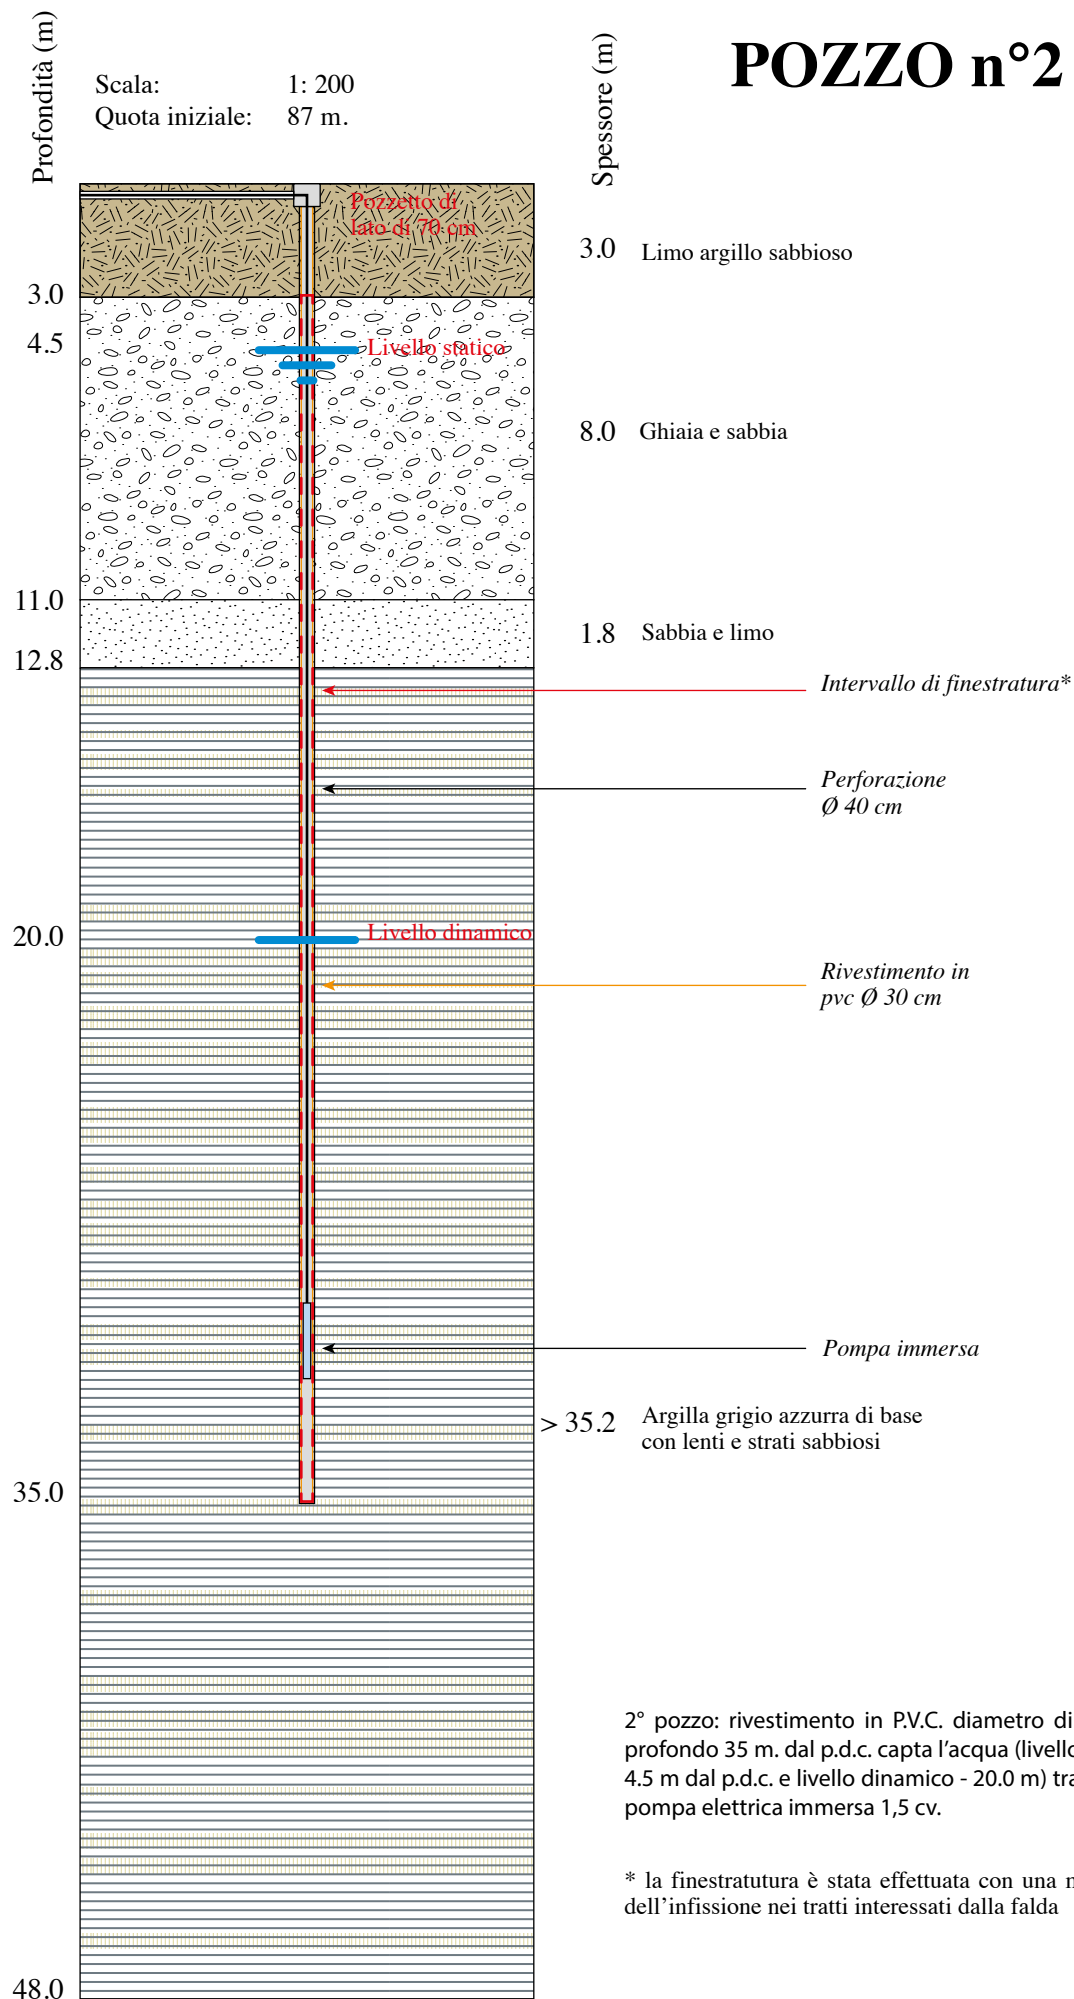 POZZO n°2
Profondità (m)
Scala: 1: 200
Quota iniziale: 87 m.
Spessore (m)
Pozzetto di
lato di 70 cm
3.0 Limo argillo sabbioso
3.0
4.5
Livello statico
8.0 Ghiaia e sabbia
11.0
1.8 Sabbia e limo
12.8
Intervallo di finestratura*
Perforazione
Ø 40 cm
20.0
Livello dinamico
Rivestimento in
pvc Ø 30 cm
Pompa immersa
> 35.2 Argilla grigio azzurra di base
con lenti e strati sabbiosi
35.0
2° pozzo: rivestimento in P.V.C. diametro di
profondo 35 m. dal p.d.c. capta l'acqua (livello
4.5 m dal p.d.c. e livello dinamico - 20.0 m)
pompa elettrica immersa 1,5 cv.
* la finestratutura è stata effettuata con una
dell'infissione nei tratti interessati dalla falda
48.0